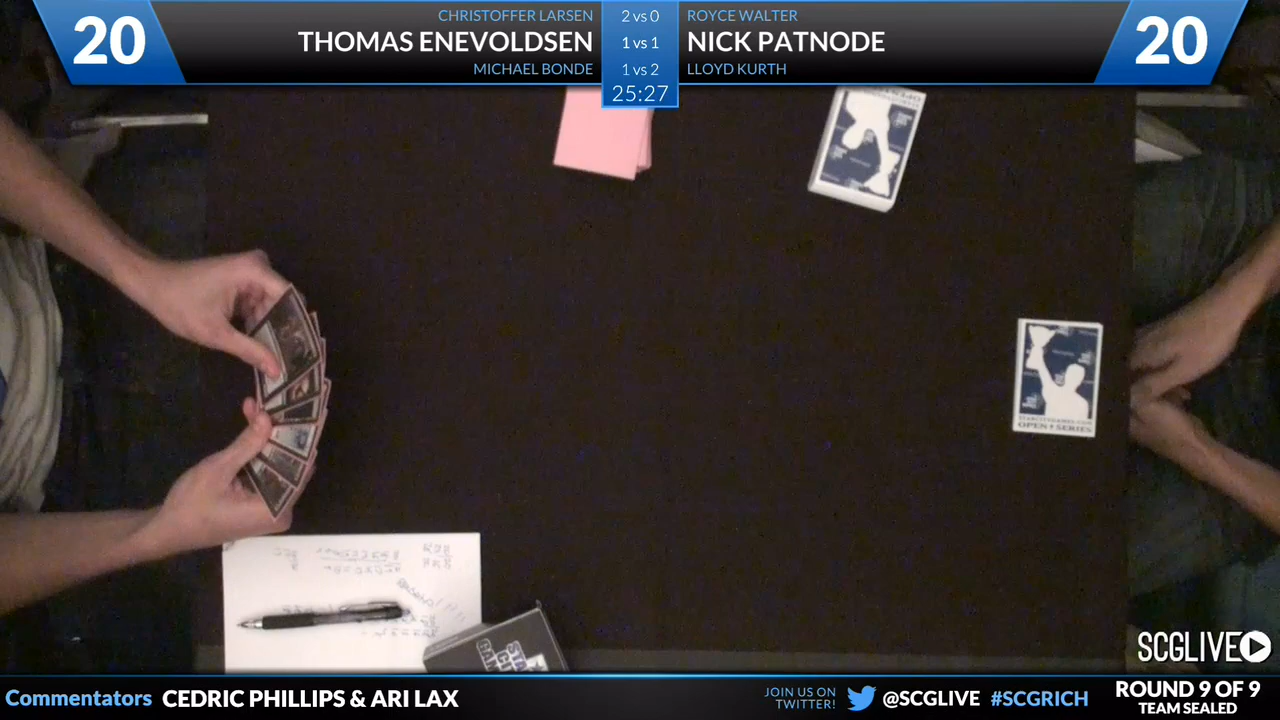 20
CHRISTOFFER LARSEN
THOMAS ENEVOLDSEN
MICHAEL BONDE
2 vs 0
1 vs 1
1 vs 2
25:27
ROYCE WALTER
NICK PATNODE
LLOYD KURTH
20
OPEN SERIES
SCGLIVE
Commentators CEDRIC PHILLIPS & ARI LAX
JOIN US ON
TWITTER!
@SCGLIVE #SCGRICH
ROUND 9 OF 9
TEAM SEALED